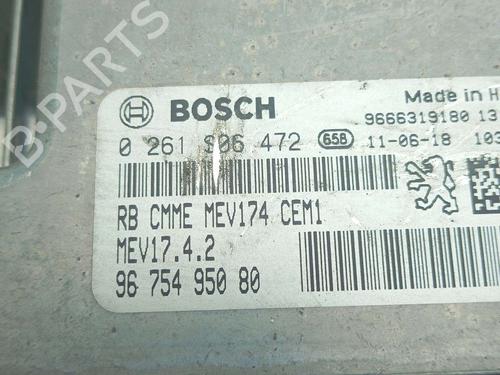 BOSCH
Made in H
9666319180 13
0 261 S06 472 658 11-06-18 103
RB CMME MEV174 CEM1
MEV17.4.2
96 754 950 80